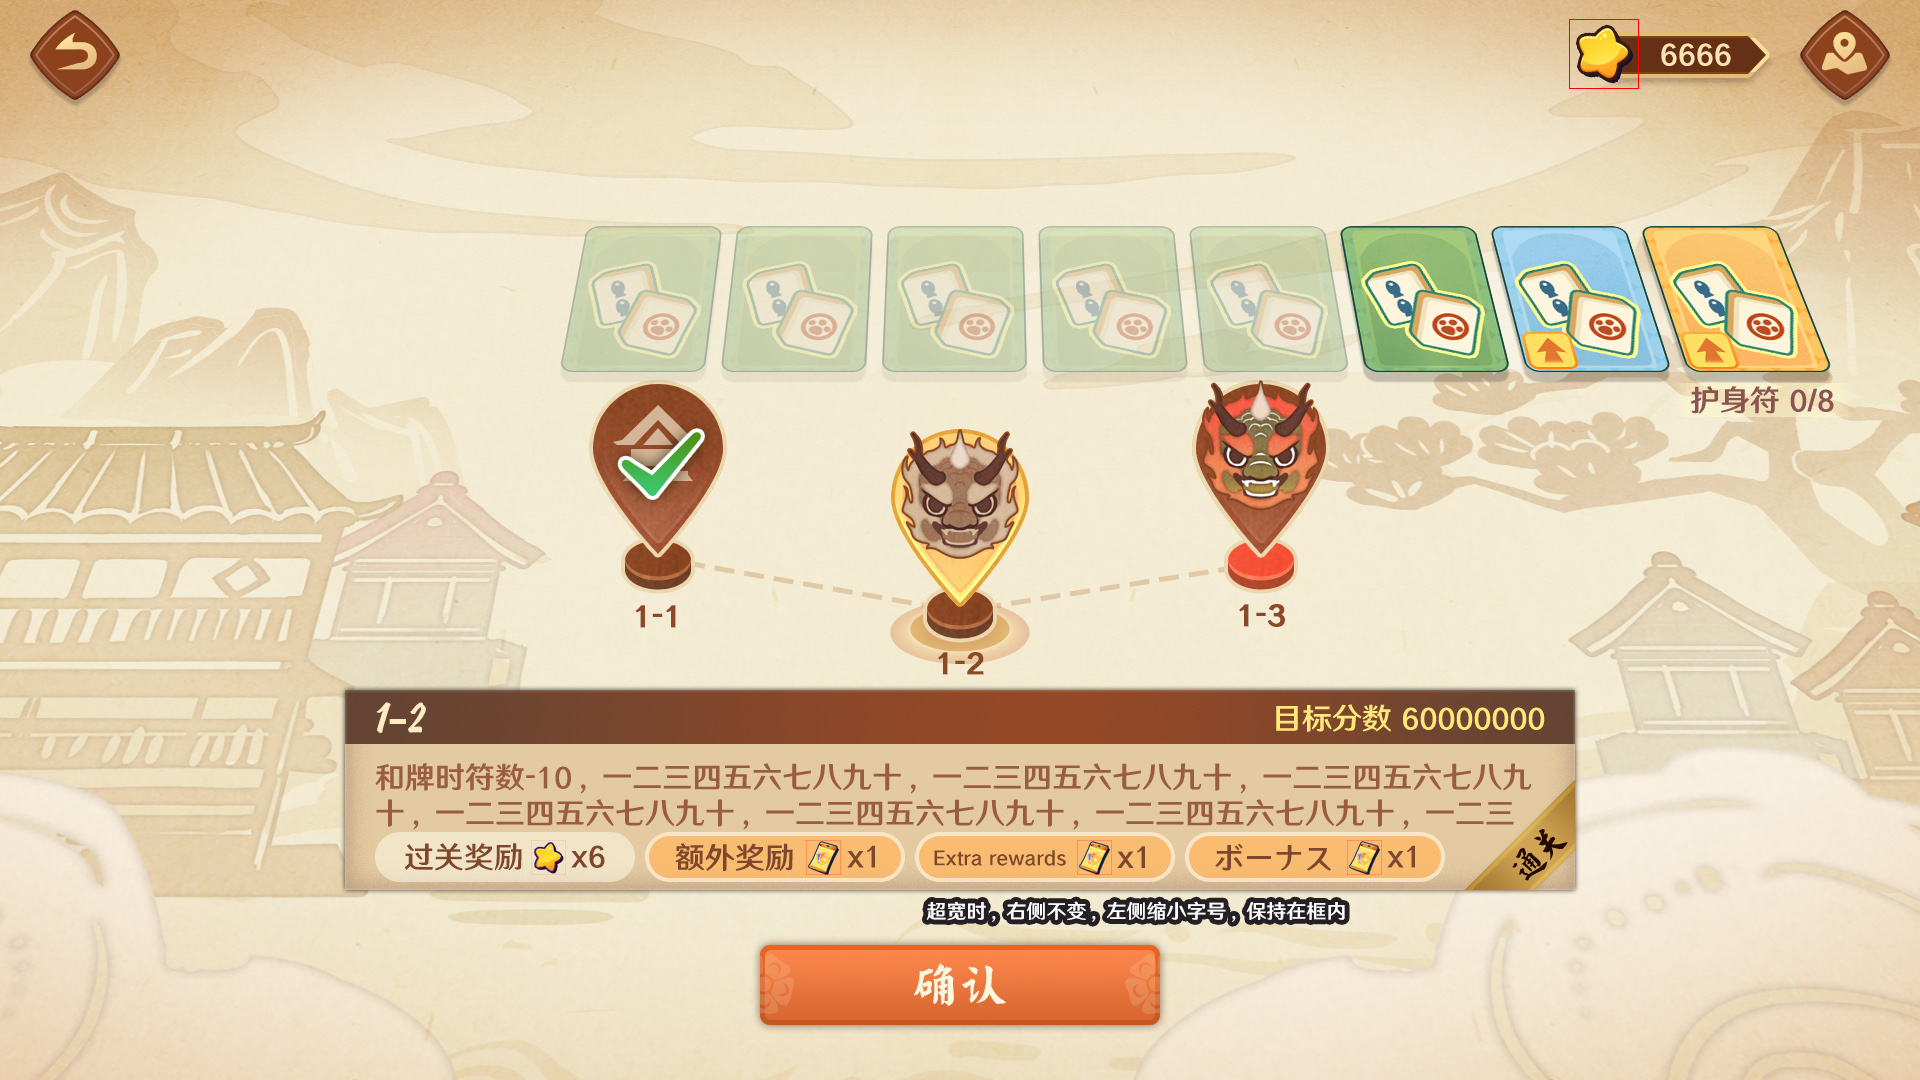 6666
护身符 0/8
1-1
1-2
1-3
1-2
目标分数 60000000
和牌时符数-10，一二三四五六七八九十，一二三四五六七八九十，一二三四五六七八九
十，一二三四五六七八九十，一二三四五六七八九十，一二三四五六七八九十，一二三
过关奖励 x6
额外奖励 x1
Extra rewards x1
ボーナス x1
通关
超宽时，右侧不变，左侧缩小字号，保持在框内
确认